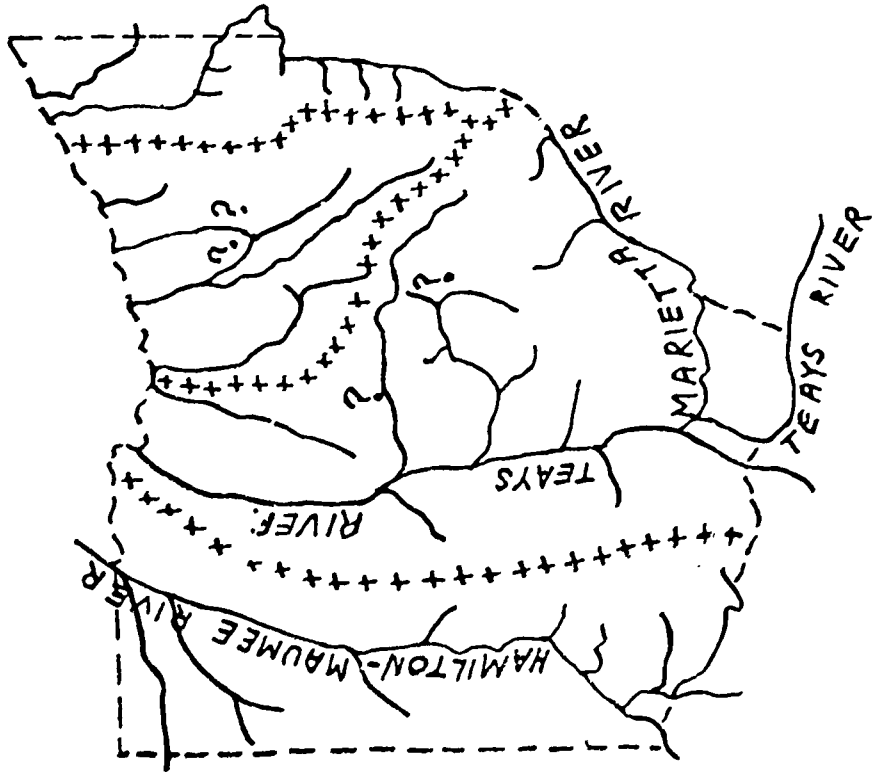 ? ?
MARIETTA RIVER
?
TEAYS RIVER
?
TEAYS
RIVER
HAMILTON-MAUMEE RIVER